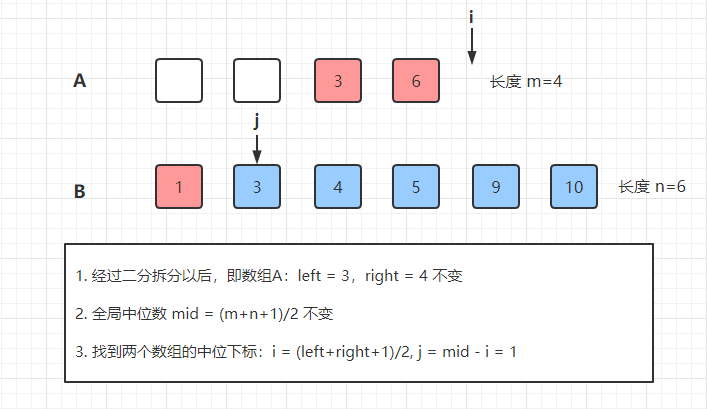 i
A 3 6 长度 m=4
j
B 1 3 4 5 9 10 长度 n=6
1. 经过二分拆分以后，即数组A：left = 3，right = 4 不变
2. 全局中位数 mid = (m+n+1)/2 不变
3. 找到两个数组的中位下标：i = (left+right+1)/2, j = mid - i = 1